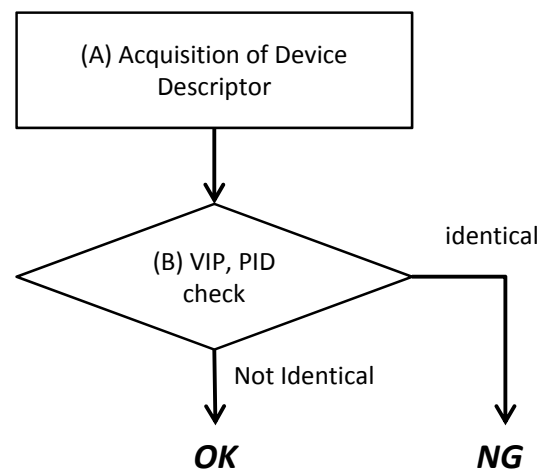 (A) Acquisition of Device
Descriptor
identical
(B) VIP, PID
check
Not Identical
OK
NG